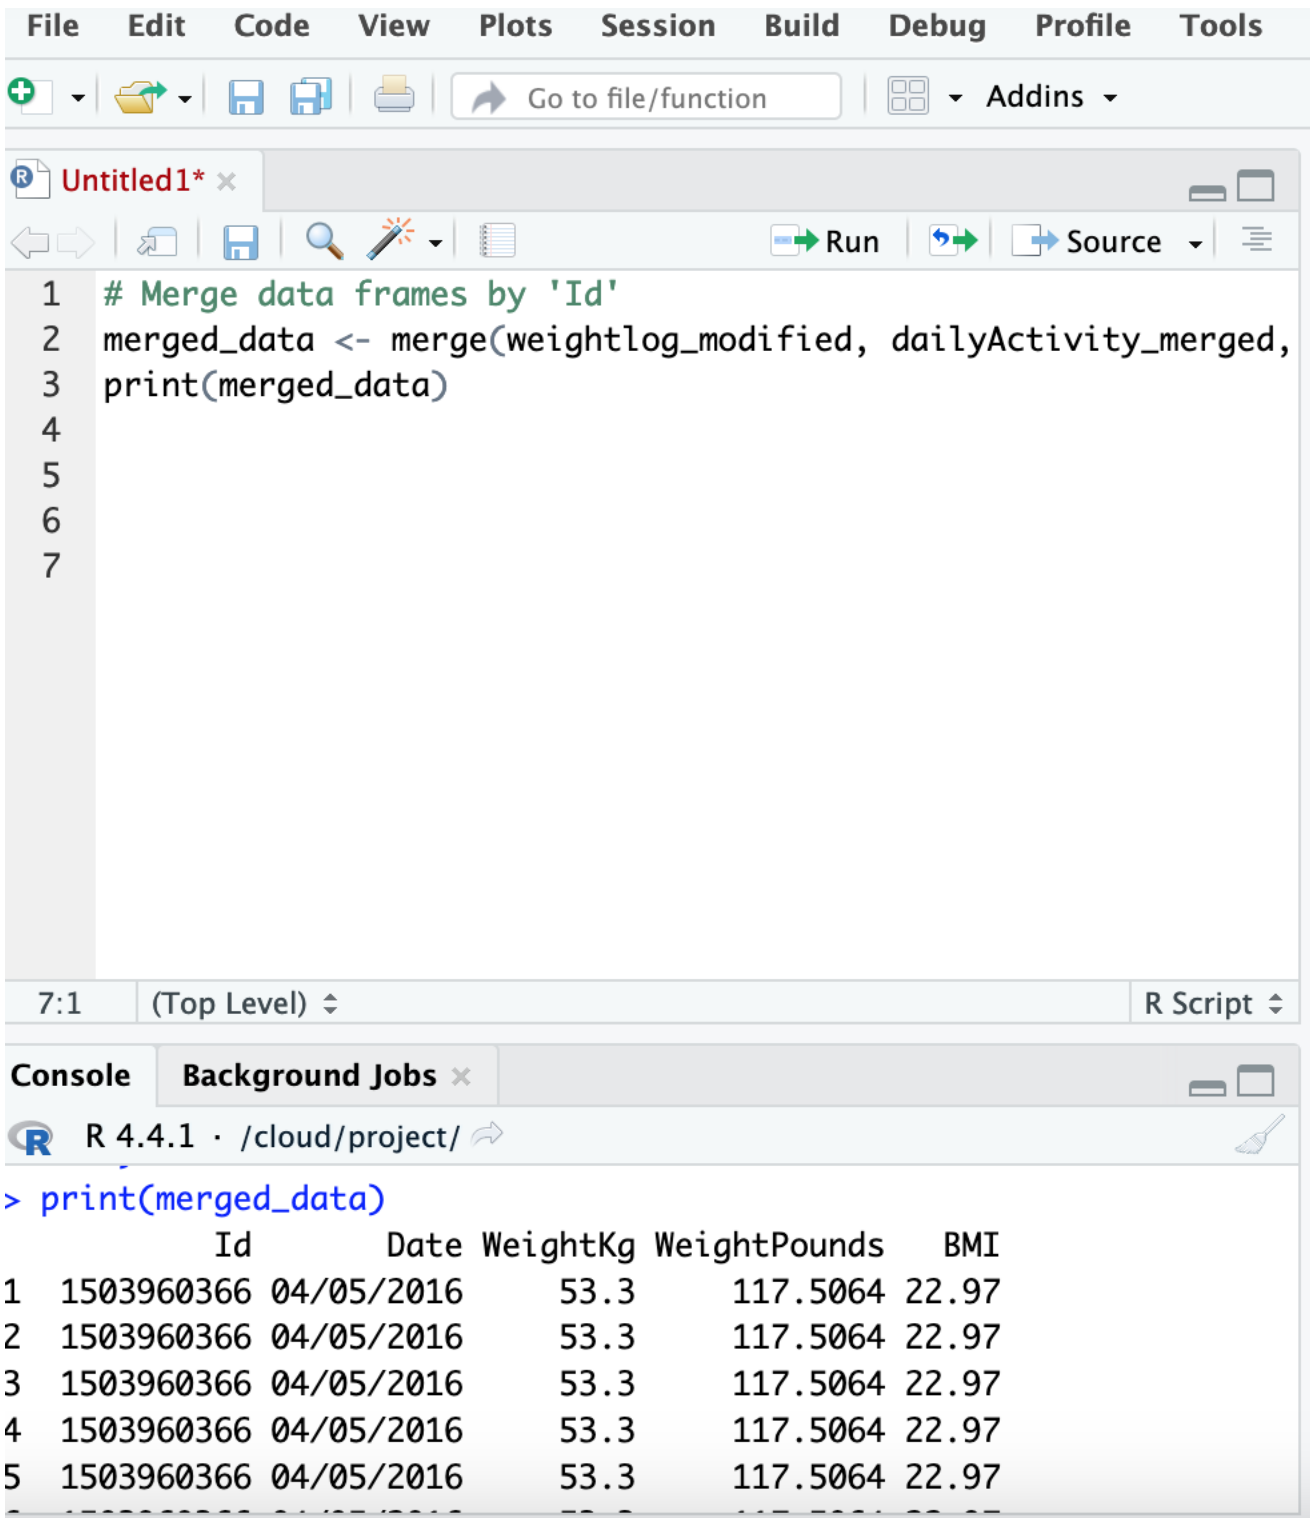 File Edit Code View Plots Session Build Debug Profile Tools
Go to file/function Addins
R Untitled1*
Run Source
1 # Merge data frames by 'Id'
2 merged_data <- merge(weightlog_modified, dailyActivity_merged,
3 print(merged_data)
4
5
6
7
7:1 (Top Level) R Script
Console Background Jobs
R R 4.4.1 · /cloud/project/
> print(merged_data)
Id Date WeightKg WeightPounds BMI
1 1503960366 04/05/2016 53.3 117.5064 22.97
2 1503960366 04/05/2016 53.3 117.5064 22.97
3 1503960366 04/05/2016 53.3 117.5064 22.97
4 1503960366 04/05/2016 53.3 117.5064 22.97
5 1503960366 04/05/2016 53.3 117.5064 22.97